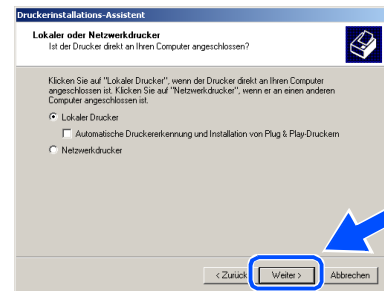 Druckerinstallations-Assistent
Lokaler oder Netzwerkdrucker
Ist der Drucker direkt an Ihren Computer angeschlossen?
Klicken Sie auf "Lokaler Drucker", wenn der Drucker direkt an Ihren Computer
angeschlossen ist. Klicken Sie auf "Netzwerkdrucker", wenn er an einen anderen
Computer angeschlossen ist.
Lokaler Drucker
Automatische Druckererkennung und Installation von Plug & Play-Druckern
Netzwerkdrucker
< Zurück Weiter > Abbrechen